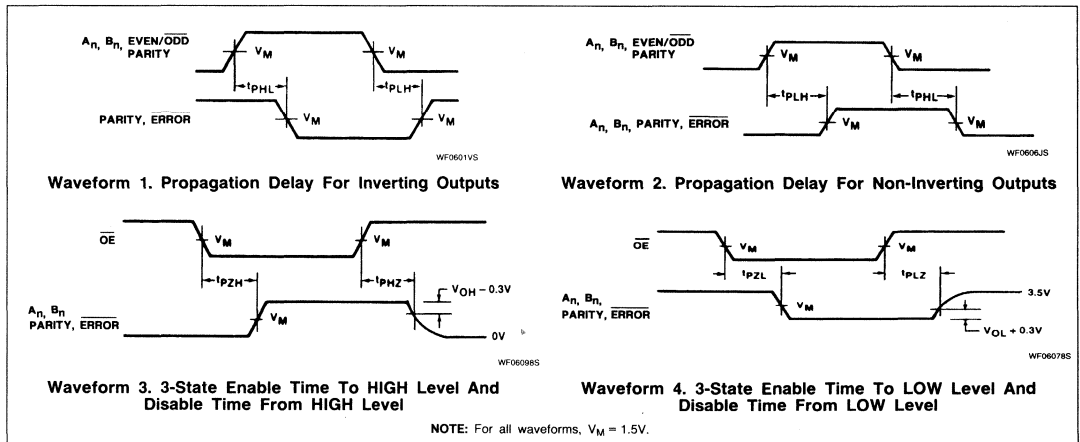 An, Bn, EVEN/ODD
PARITY
VM
VM
tPHL
tPLH
PARITY, ERROR
VM
VM
WF0601VS
Waveform 1. Propagation Delay For Inverting Outputs
An, Bn, EVEN/ODD
PARITY
VM
VM
tPLH
tPHL
An, Bn, PARITY, ERROR
VM
VM
WF0606JS
Waveform 2. Propagation Delay For Non-Inverting Outputs
OE
VM
VM
tPZH
tPHZ
VOH – 0.3V
An, Bn
PARITY, ERROR
VM
0V
WF06098S
Waveform 3. 3-State Enable Time To HIGH Level And
Disable Time From HIGH Level
OE
VM
VM
tPZL
tPLZ
An, Bn,
PARITY, ERROR
VM
3.5V
VOL + 0.3V
WF06078S
Waveform 4. 3-State Enable Time To LOW Level And
Disable Time From LOW Level
NOTE: For all waveforms, VM = 1.5V.